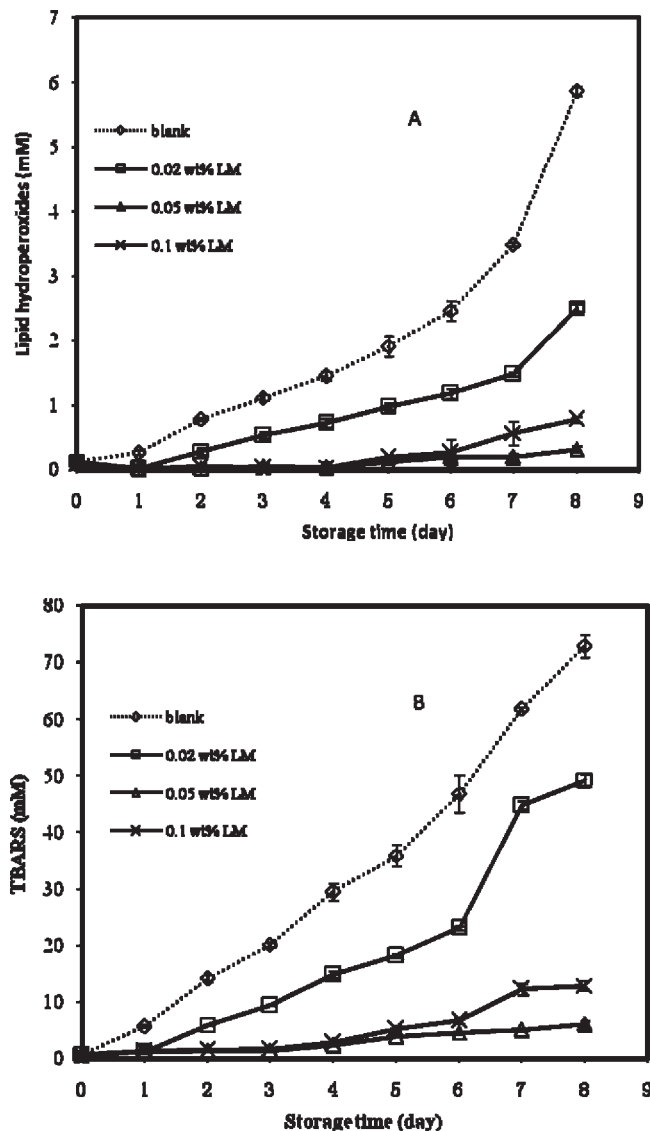 7
6
5
4
3
2
1
0
Lipid hydroperoxides (mM)
A
blank
0.02 wt% LM
0.05 wt% LM
0.1 wt% LM
0 1 2 3 4 5 6 7 8 9
Storage time (day)
80
70
60
50
40
30
20
10
0
TBARS (mM)
B
blank
0.02 wt% LM
0.05 wt% LM
0.1 wt% LM
0 1 2 3 4 5 6 7 8 9
Storage time (day)